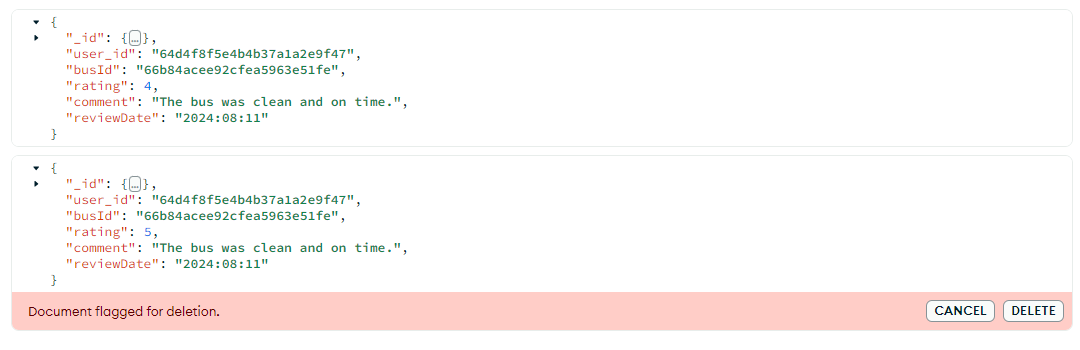 {
"_id": {…},
"user_id": "64d4f8f5e4b4b37a1a2e9f47",
"busId": "66b84acee92cfea5963e51fe",
"rating": 4,
"comment": "The bus was clean and on time.",
"reviewDate": "2024:08:11"
}
{
"_id": {…},
"user_id": "64d4f8f5e4b4b37a1a2e9f47",
"busId": "66b84acee92cfea5963e51fe",
"rating": 5,
"comment": "The bus was clean and on time.",
"reviewDate": "2024:08:11"
}
Document flagged for deletion. CANCEL DELETE